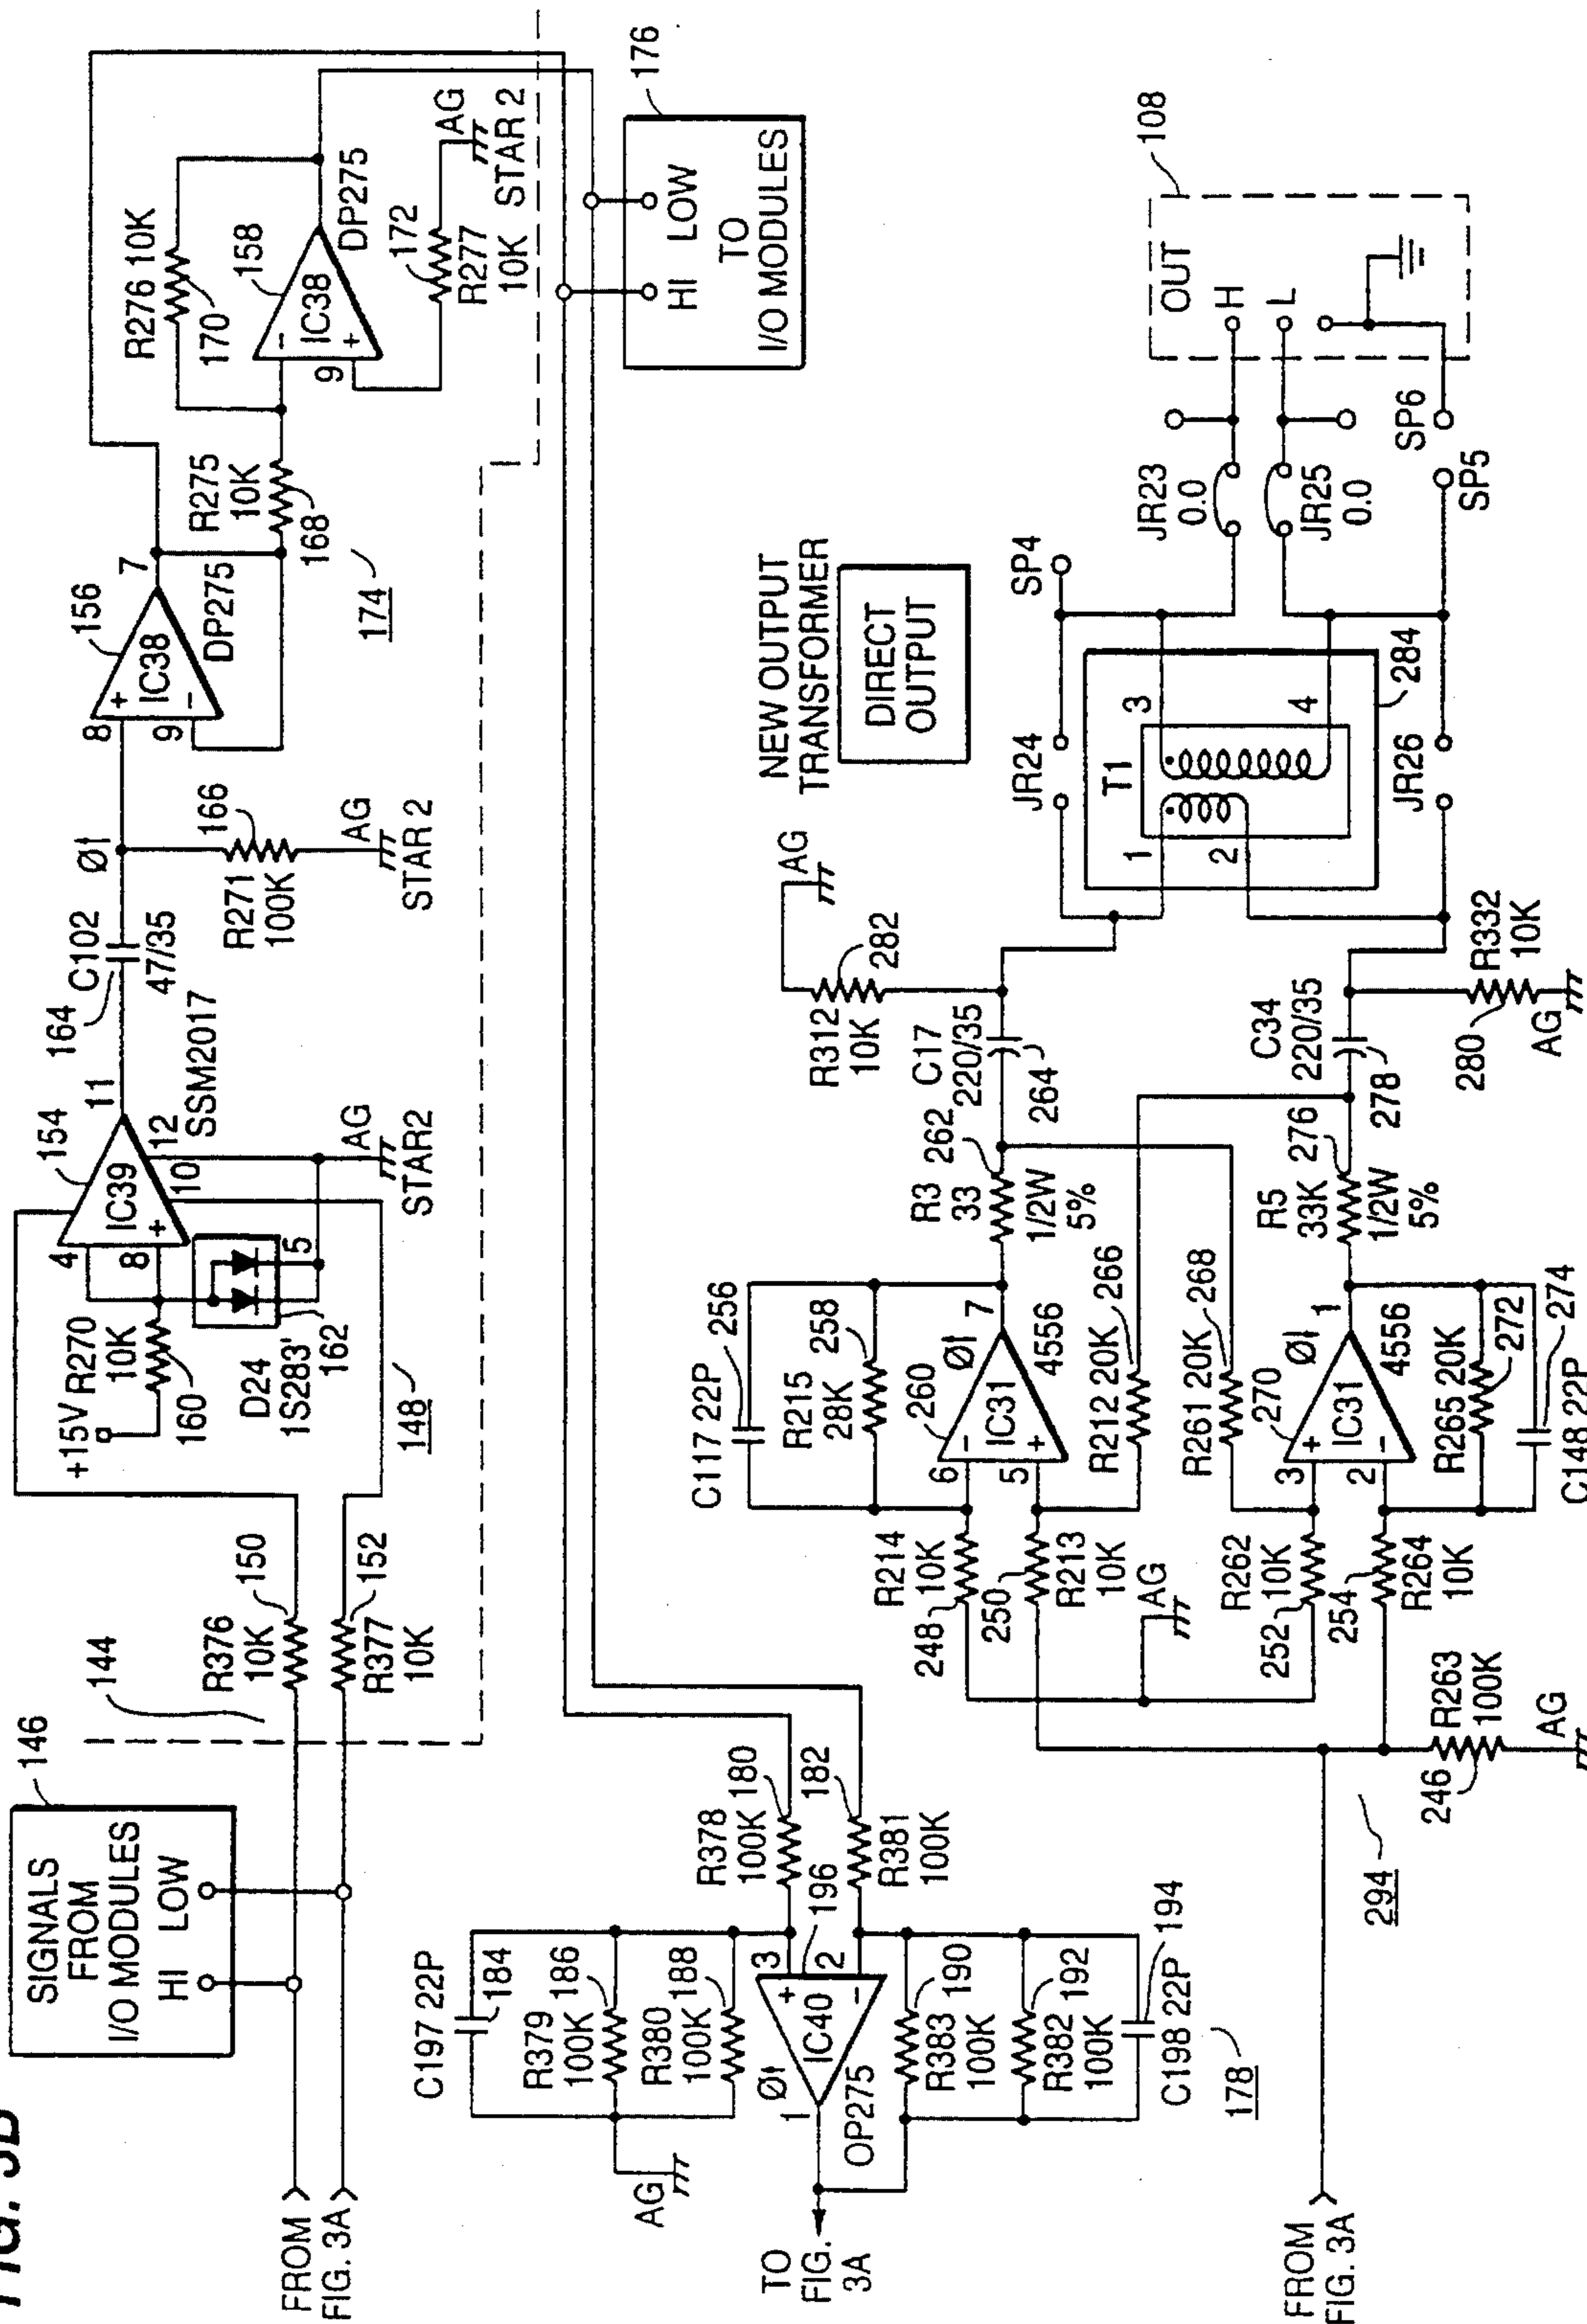 FIG. 3B
SIGNALS
FROM
I/O MODULES
HI LOW
146
144
FROM
FIG. 3A
R376
10K
150
152
R377
10K
+15V
R270
10K
160
D24
1S283'
162
148
4
8
5
+
IC39
154
11
12
10
SSM2017
AG
STAR2
164
C102
47/35
Ø↑
166
R271
100K
AG
STAR 2
8
9
+
-
IC38
156
7
DP275
174
R275
10K
168
R276 10K
170
-
+
9
IC38
158
DP275
172
R277
10K
AG
STAR 2
176
HI LOW
TO
I/O MODULES
C197 22P
184
R379
100K
186
R380
100K
188
R378
100K
180
182
R381
100K
196
3
2
+
-
IC40
Ø↑
1
OP275
190
R383
100K
192
R382
100K
194
C198 22P
178
AG
TO
FIG.
3A
FROM
FIG. 3A
294
246
R263
100K
AG
R214
10K
248
250
R213
10K
AG
R262
10K
252
254
R264
10K
C117 22P
256
R215
28K
258
260
6
5
-
+
IC31
7
Ø↑
4556
R212 20K
266
R261 20K
268
270
3
2
+
-
IC31
1
Ø↑
4556
R265 20K
272
274
C148 22P
R3
33
262
1/2W
5%
R5
33K
276
1/2W
5%
C17
220/35
264
C34
220/35
278
R312
10K
282
AG
280
R332
10K
AG
NEW OUTPUT
TRANSFORMER
DIRECT
OUTPUT
JR24
SP4
T1
1
2
3
4
284
JR26
JR23
0.0
JR25
0.0
SP5
SP6
OUT
H
L
108